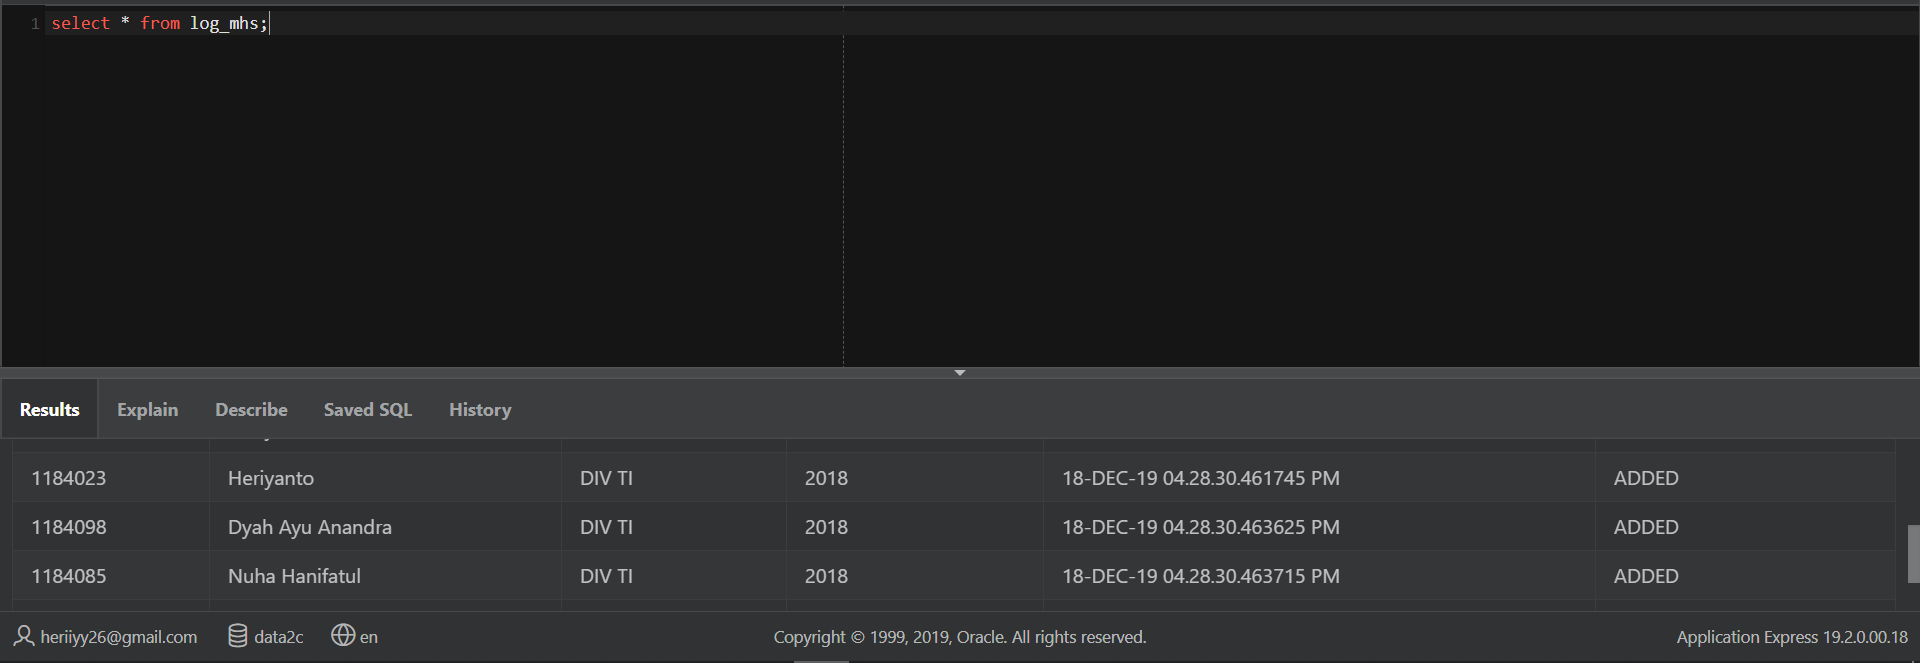 1 select * from log_mhs;
Results Explain Describe Saved SQL History
1184023 Heriyanto DIV TI 2018 18-DEC-19 04.28.30.461745 PM ADDED
1184098 Dyah Ayu Anandra DIV TI 2018 18-DEC-19 04.28.30.463625 PM ADDED
1184085 Nuha Hanifatul DIV TI 2018 18-DEC-19 04.28.30.463715 PM ADDED
heriiyy26@gmail.com data2c en Copyright © 1999, 2019, Oracle. All rights reserved. Application Express 19.2.0.00.18